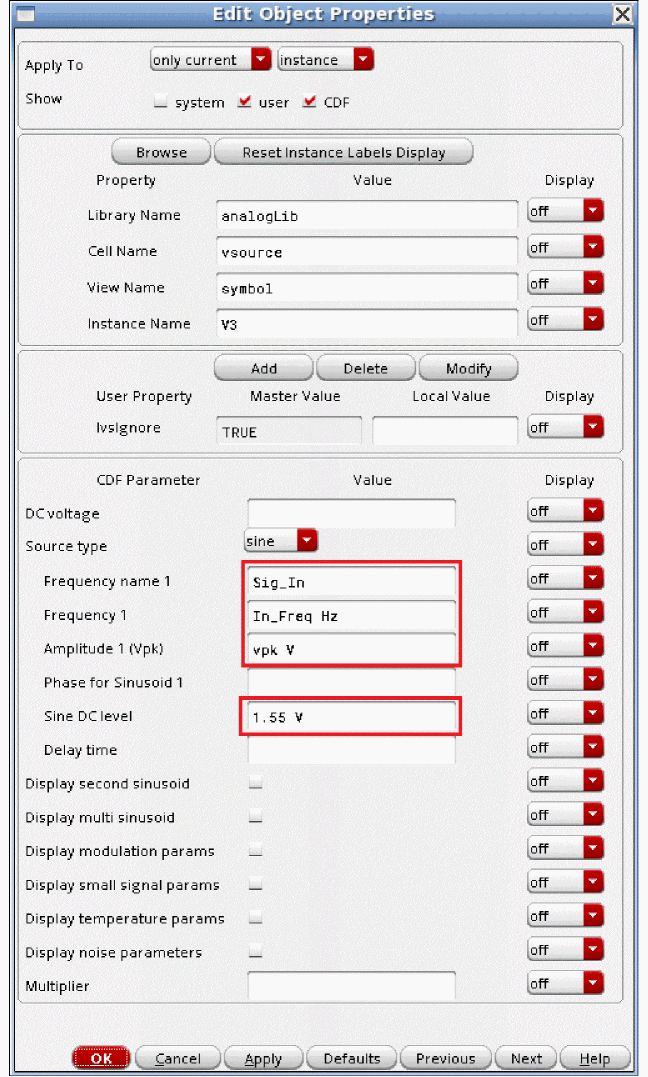 Edit Object Properties
Apply To only current instance
Show system user CDF
Browse Reset Instance Labels Display
Property Value Display
Library Name analogLib off
Cell Name vsource off
View Name symbol off
Instance Name V3 off
Add Delete Modify
User Property Master Value Local Value Display
lvsIgnore TRUE off
CDF Parameter Value Display
DC voltage off
Source type sine off
Frequency name 1 Sig_In off
Frequency 1 In_Freq Hz off
Amplitude 1 (Vpk) vpk V off
Phase for Sinusoid 1 off
Sine DC level 1.55 V off
Delay time off
Display second sinusoid off
Display multi sinusoid off
Display modulation params off
Display small signal params off
Display temperature params off
Display noise parameters off
Multiplier off
OK Cancel Apply Defaults Previous Next Help